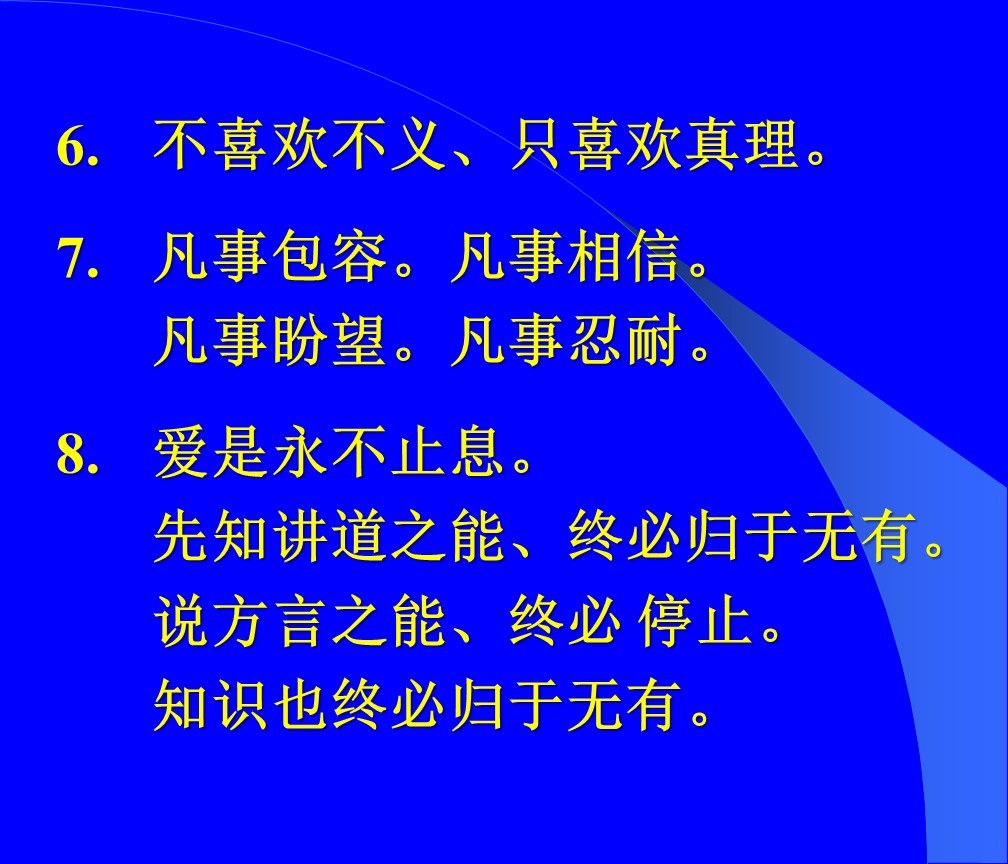 6. 不喜欢不义、只喜欢真理。
7. 凡事包容。凡事相信。
凡事盼望。凡事忍耐。
8. 爱是永不止息。
先知讲道之能、终必归于无有。
说方言之能、终必 停止。
知识也终必归于无有。